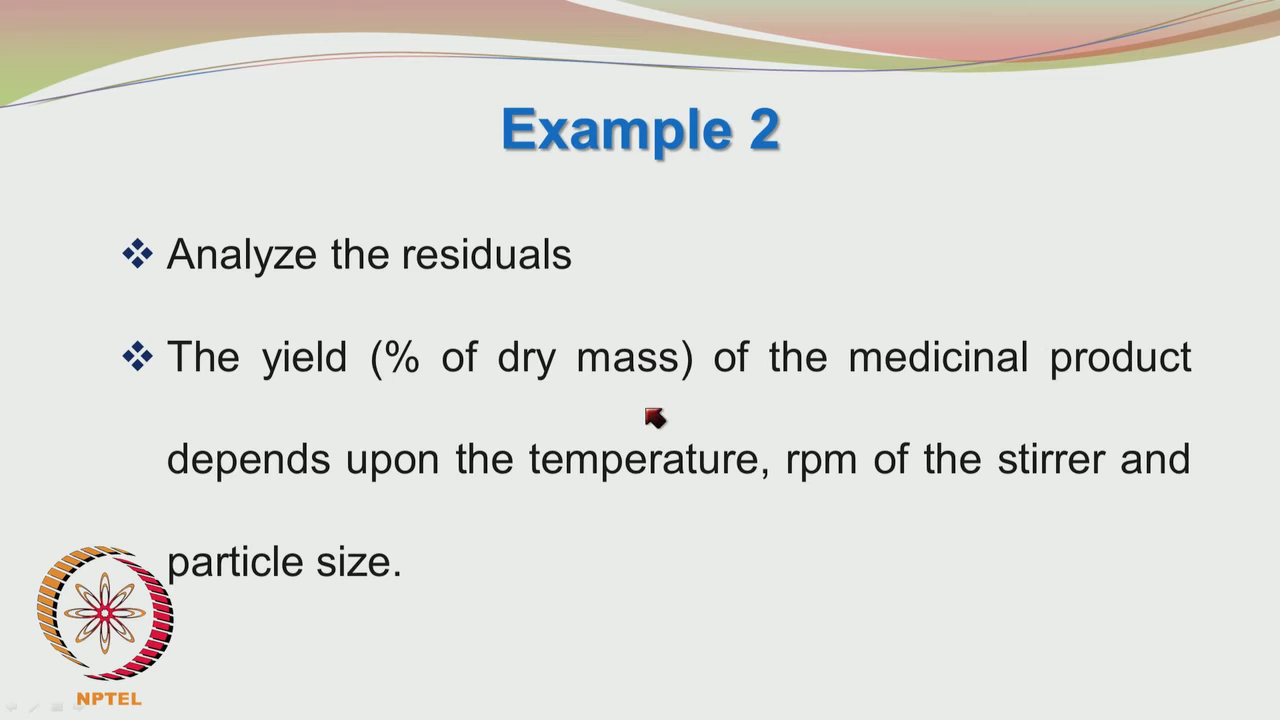 Example 2
Analyze the residuals
The yield (% of dry mass) of the medicinal product
depends upon the temperature, rpm of the stirrer and
particle size.
NPTEL